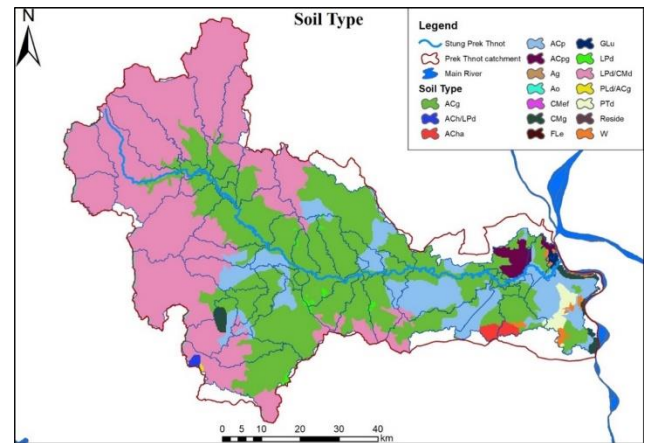 Soil Type
N
Legend
Stung Prek Thnot
Prek Thnot catchment
Main River
Soil Type
ACg
ACh/LPd
ACha
ACp
ACpg
Ag
Ao
CMef
CMg
FLe
GLu
LPd
LPd/CMd
PLd/ACg
PTd
Reside
W
0 5 10 20 30 40
km